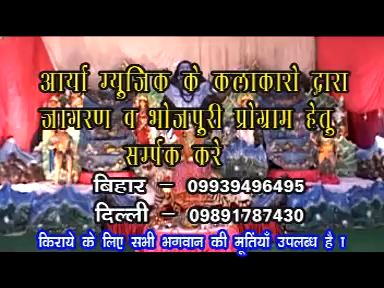 आर्या म्युजिक के कलाकारो द्वारा
जागरण व भोजपुरी प्रोग्राम हेतु
सर्म्पक करे
बिहार - 09939496495
दिल्ली - 09891787430
किराये के लिए सभी भगवान की मूर्तियाँ उपलब्ध है ।